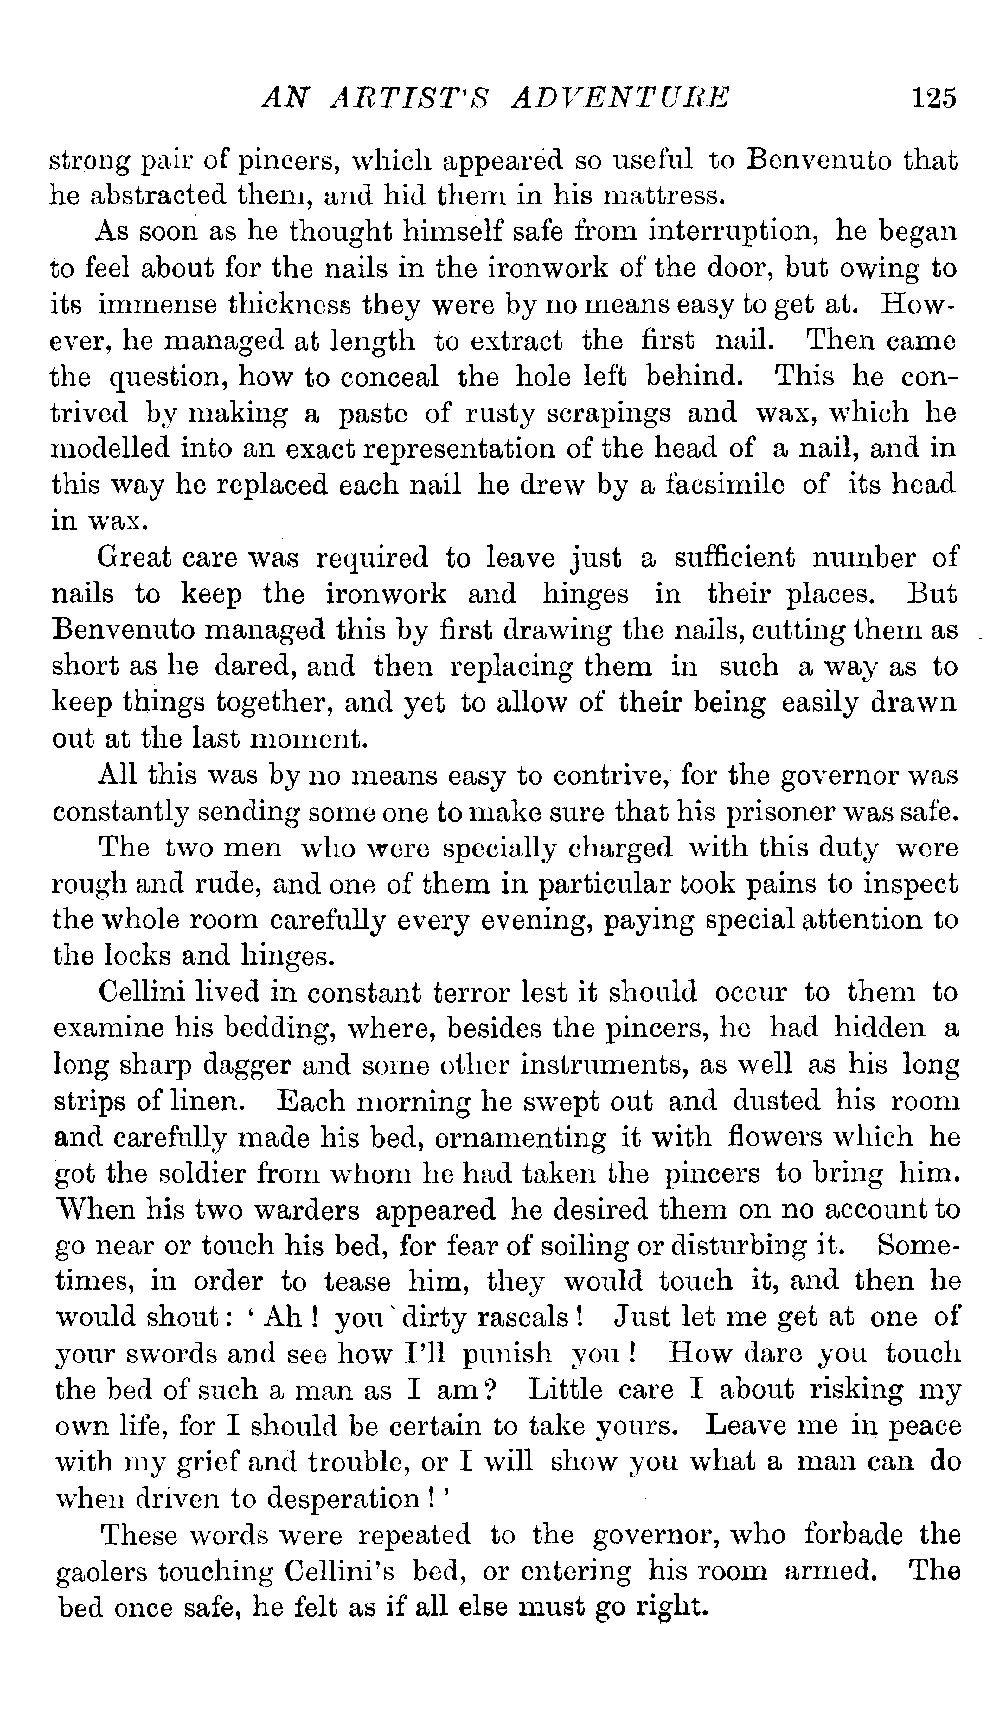 AN ARTIST'S ADVENTURE 125
strong pair of pincers, which appeared so useful to Benvenuto that
he abstracted them, and hid them in his mattress.
As soon as he thought himself safe from interruption, he began
to feel about for the nails in the ironwork of the door, but owing to
its immense thickness they were by no means easy to get at. How-
ever, he managed at length to extract the first nail. Then came
the question, how to conceal the hole left behind. This he con-
trived by making a paste of rusty scrapings and wax, which he
modelled into an exact representation of the head of a nail, and in
this way he replaced each nail he drew by a facsimile of its head
in wax.
Great care was required to leave just a sufficient number of
nails to keep the ironwork and hinges in their places. But
Benvenuto managed this by first drawing the nails, cutting them as
short as he dared, and then replacing them in such a way as to
keep things together, and yet to allow of their being easily drawn
out at the last moment.
All this was by no means easy to contrive, for the governor was
constantly sending some one to make sure that his prisoner was safe.
The two men who were specially charged with this duty were
rough and rude, and one of them in particular took pains to inspect
the whole room carefully every evening, paying special attention to
the locks and hinges.
Cellini lived in constant terror lest it should occur to them to
examine his bedding, where, besides the pincers, he had hidden a
long sharp dagger and some other instruments, as well as his long
strips of linen. Each morning he swept out and dusted his room
and carefully made his bed, ornamenting it with flowers which he
got the soldier from whom he had taken the pincers to bring him.
When his two warders appeared he desired them on no account to
go near or touch his bed, for fear of soiling or disturbing it. Some-
times, in order to tease him, they would touch it, and then he
would shout: ‘Ah! you dirty rascals! Just let me get at one of
your swords and see how I'll punish you! How dare you touch
the bed of such a man as I am? Little care I about risking my
own life, for I should be certain to take yours. Leave me in peace
with my grief and trouble, or I will show you what a man can do
when driven to desperation!’
These words were repeated to the governor, who forbade the
gaolers touching Cellini's bed, or entering his room armed. The
bed once safe, he felt as if all else must go right.